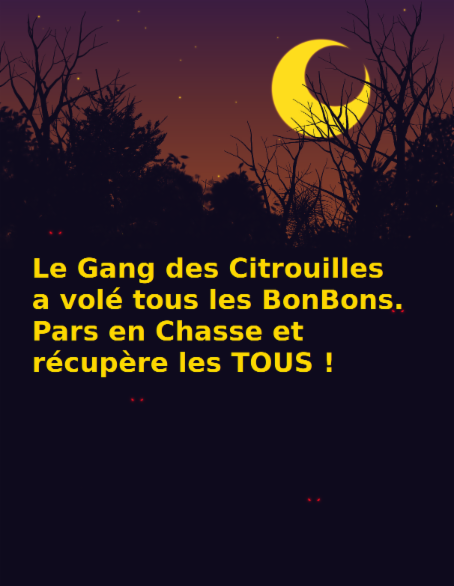 Le Gang des Citrouilles
a volé tous les BonBons.
Pars en Chasse et
récupère les TOUS !